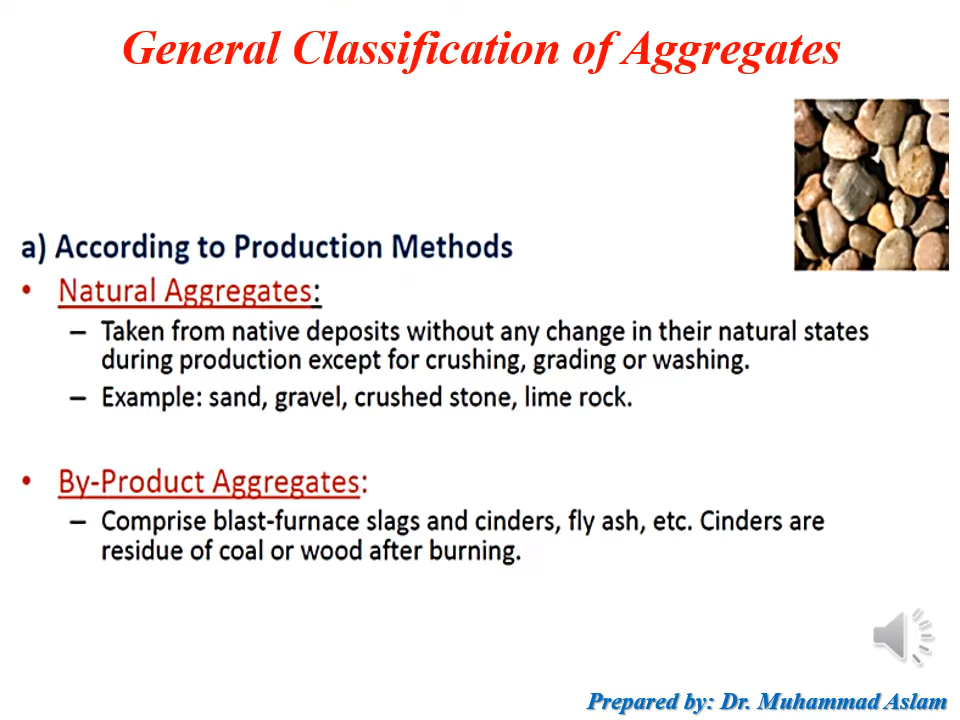 General Classification of Aggregates
a) According to Production Methods
• Natural Aggregates:
– Taken from native deposits without any change in their natural states
during production except for crushing, grading or washing.
– Example: sand, gravel, crushed stone, lime rock.
• By-Product Aggregates:
– Comprise blast-furnace slags and cinders, fly ash, etc. Cinders are
residue of coal or wood after burning.
Prepared by: Dr. Muhammad Aslam